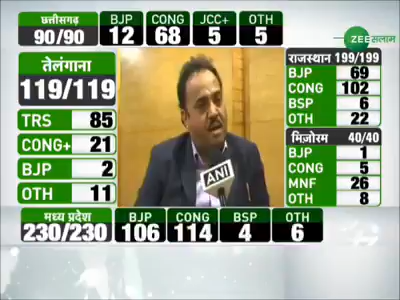 छत्तीसगढ़ 90/90 BJP 12 CONG 68 JCC+ 5 OTH 5
ZEE सलाम
तेलंगाना
119/119
TRS 85
CONG+ 21
BJP 2
OTH 11
ANI
राजस्थान 199/199
BJP 69
CONG 102
BSP 6
OTH 22
मिज़ोरम 40/40
BJP 1
CONG 5
MNF 26
OTH 8
मध्य प्रदेश 230/230 BJP 106 CONG 114 BSP 4 OTH 6